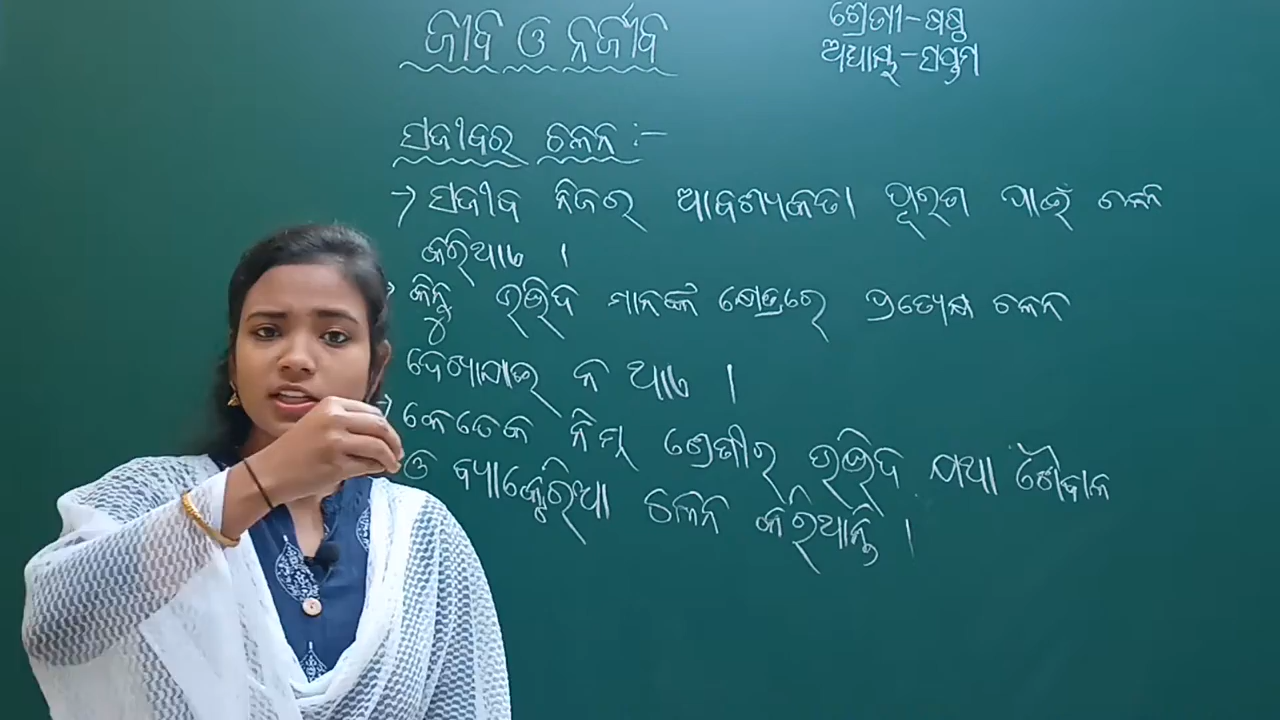 ଜୀବ ଓ ନିର୍ଜୀବ
ଶ୍ରେଣୀ-ଷଷ୍ଠ
ଅଧ୍ୟାୟ-ସପ୍ତମ
ସଜୀବର ଚଳନ :-
→ ସଜୀବ ନିଜର ଆବଶ୍ୟକତା ପୂରଣ ପାଇଁ ଚଳନ
କରିଥାଏ ।
କିନ୍ତୁ ଉଦ୍ଭିଦ ମାନଙ୍କ କ୍ଷେତ୍ରରେ ପ୍ରତ୍ୟେକ୍ଷ ଚଳନ
ଦେଖାଯାଇ ନ ଥାଏ ।
→ କେତେକ ନିମ୍ନ ଶ୍ରେଣୀର ଉଦ୍ଭିଦ ଯଥା ଶୈବାଳ
ଓ ବ୍ୟାକ୍ଟେରିଆ ଚଳନ କରିଥାନ୍ତି ।